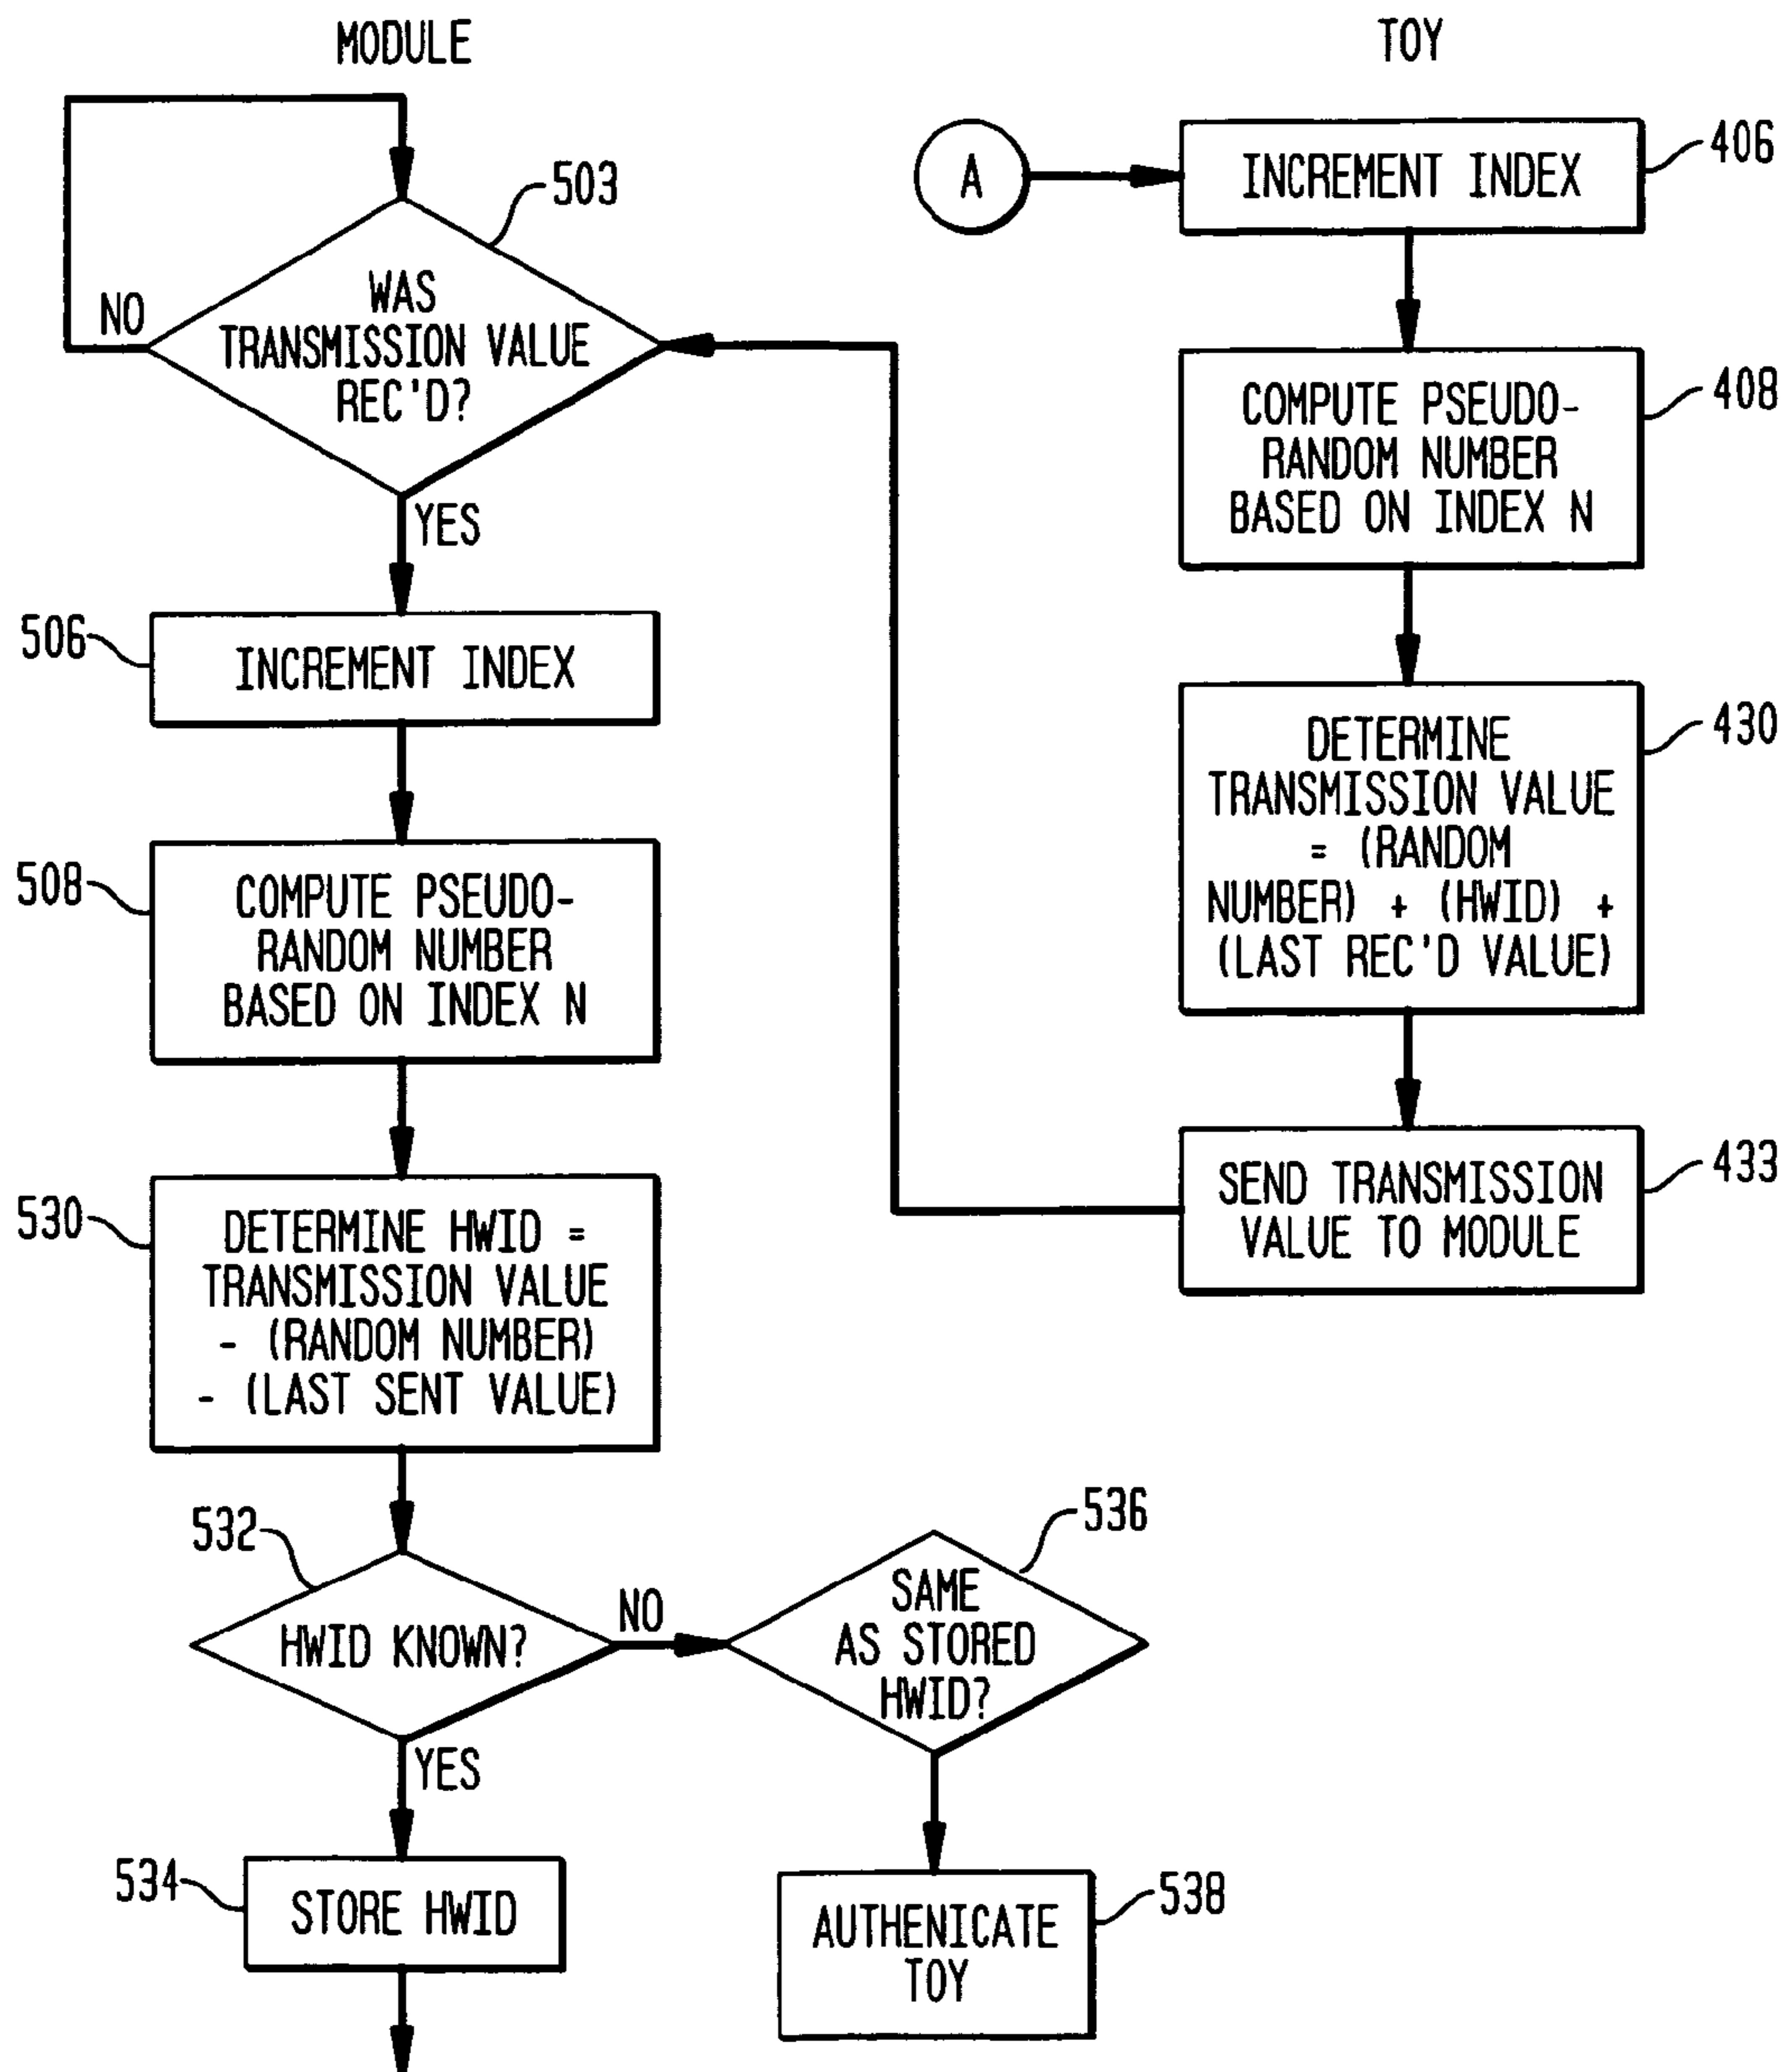 MODULE
NO
503
WAS
TRANSMISSION VALUE
REC'D?
YES
506
INCREMENT INDEX
508
COMPUTE PSEUDO-
RANDOM NUMBER
BASED ON INDEX N
530
DETERMINE HWID =
TRANSMISSION VALUE
- (RANDOM NUMBER)
- (LAST SENT VALUE)
532
HWID KNOWN?
NO
YES
534
STORE HWID
536
SAME
AS STORED
HWID?
538
AUTHENICATE
TOY
TOY
A
406
INCREMENT INDEX
408
COMPUTE PSEUDO-
RANDOM NUMBER
BASED ON INDEX N
430
DETERMINE
TRANSMISSION VALUE
= (RANDOM
NUMBER) + (HWID) +
(LAST REC'D VALUE)
433
SEND TRANSMISSION
VALUE TO MODULE